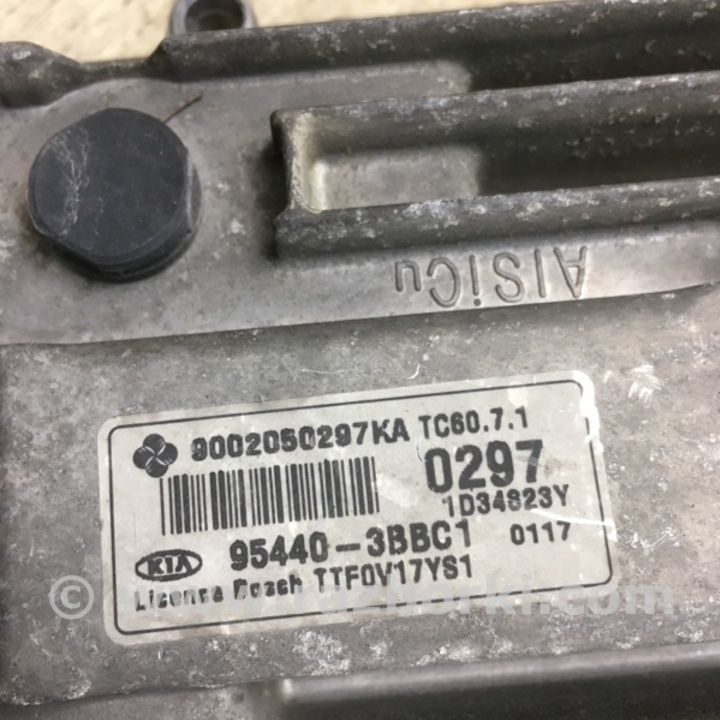 AlSiCu
9002050297KA TC60.7.1
0297
1D34823Y
KIA 95440-3BBC1 0117
Licence Bosch TTF0V17YS1